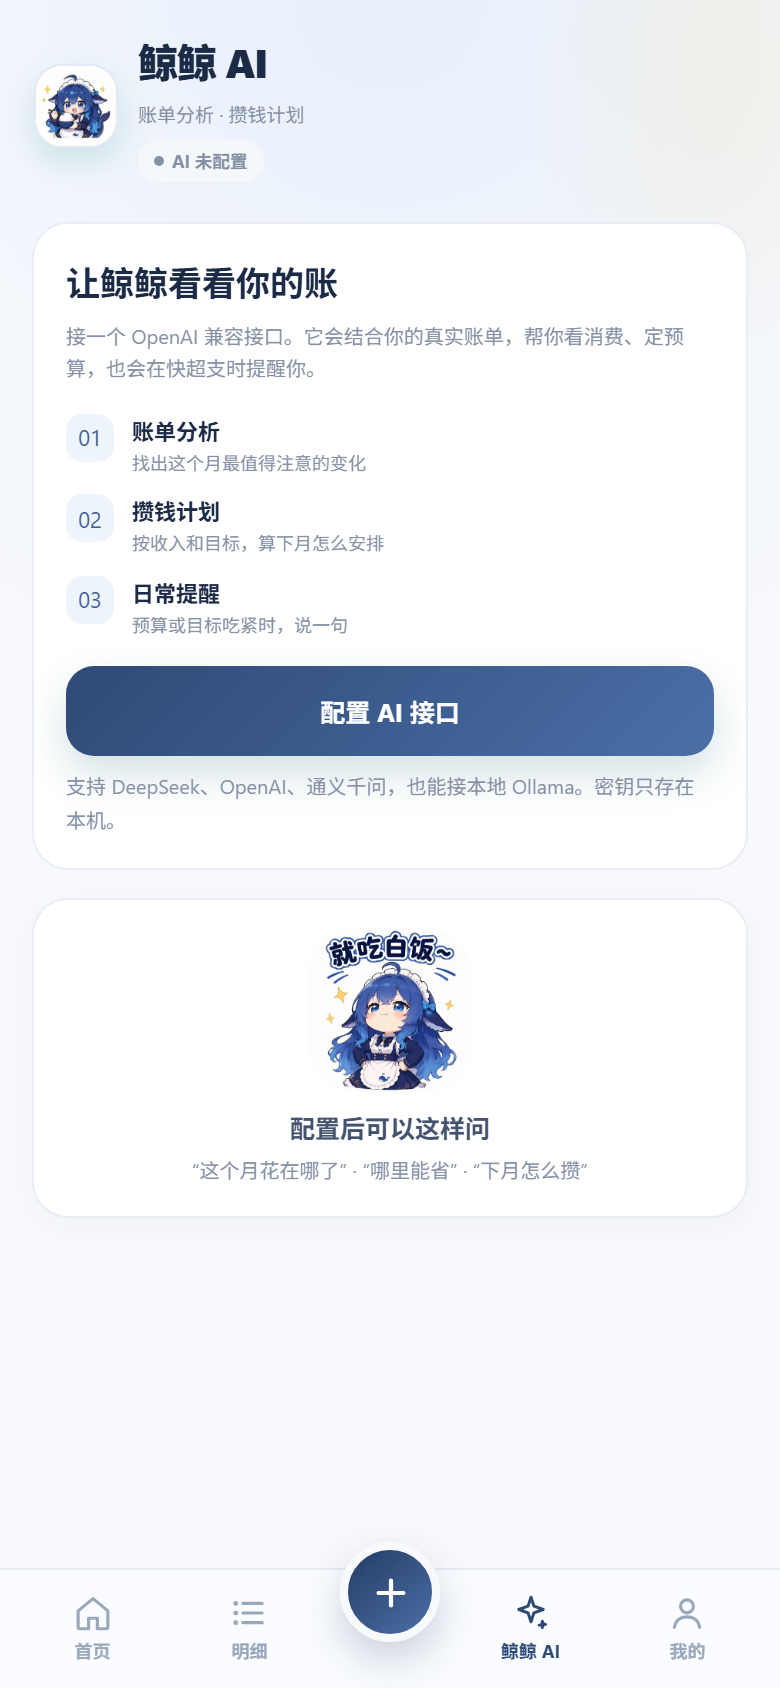 鲸鲸 AI
账单分析 · 攒钱计划
AI 未配置
让鲸鲸看看你的账
接一个 OpenAI 兼容接口。它会结合你的真实账单，帮你看消费、定预
算，也会在快超支时提醒你。
01
账单分析
找出这个月最值得注意的变化
02
攒钱计划
按收入和目标，算下月怎么安排
03
日常提醒
预算或目标吃紧时，说一句
配置 AI 接口
支持 DeepSeek、OpenAI、通义千问，也能接本地 Ollama。密钥只存在
本机。
就吃白饭~
配置后可以这样问
“这个月花在哪了” · “哪里能省” · “下月怎么攒”
首页
明细
鲸鲸 AI
我的